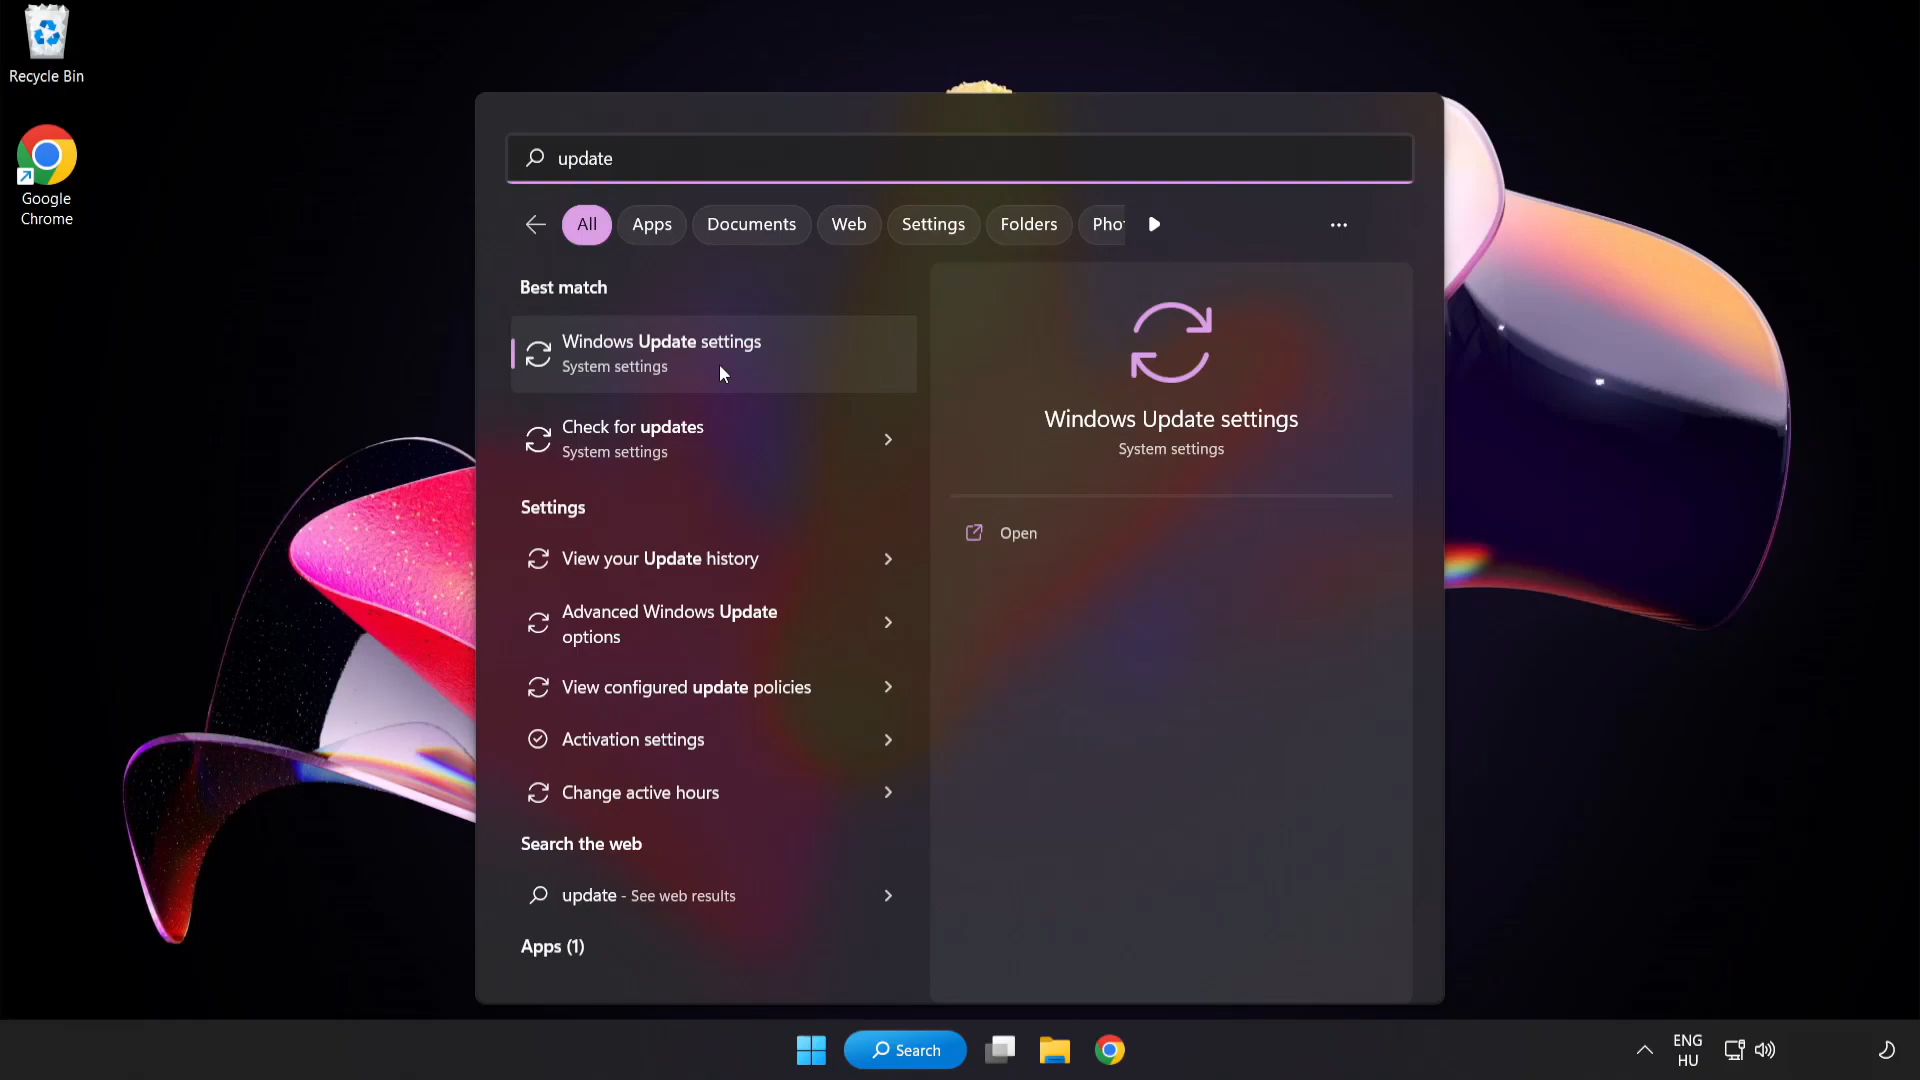 Recycle Bin
Google
Chrome
update
All
Apps
Documents
Web
Settings
Folders
Pho
Best match
Windows Update settings
System settings
Check for updates
System settings
Settings
View your Update history
Advanced Windows Update
options
View configured update policies
Activation settings
Change active hours
Search the web
update - See web results
Apps (1)
Windows Update settings
System settings
Open
Search
ENG
HU